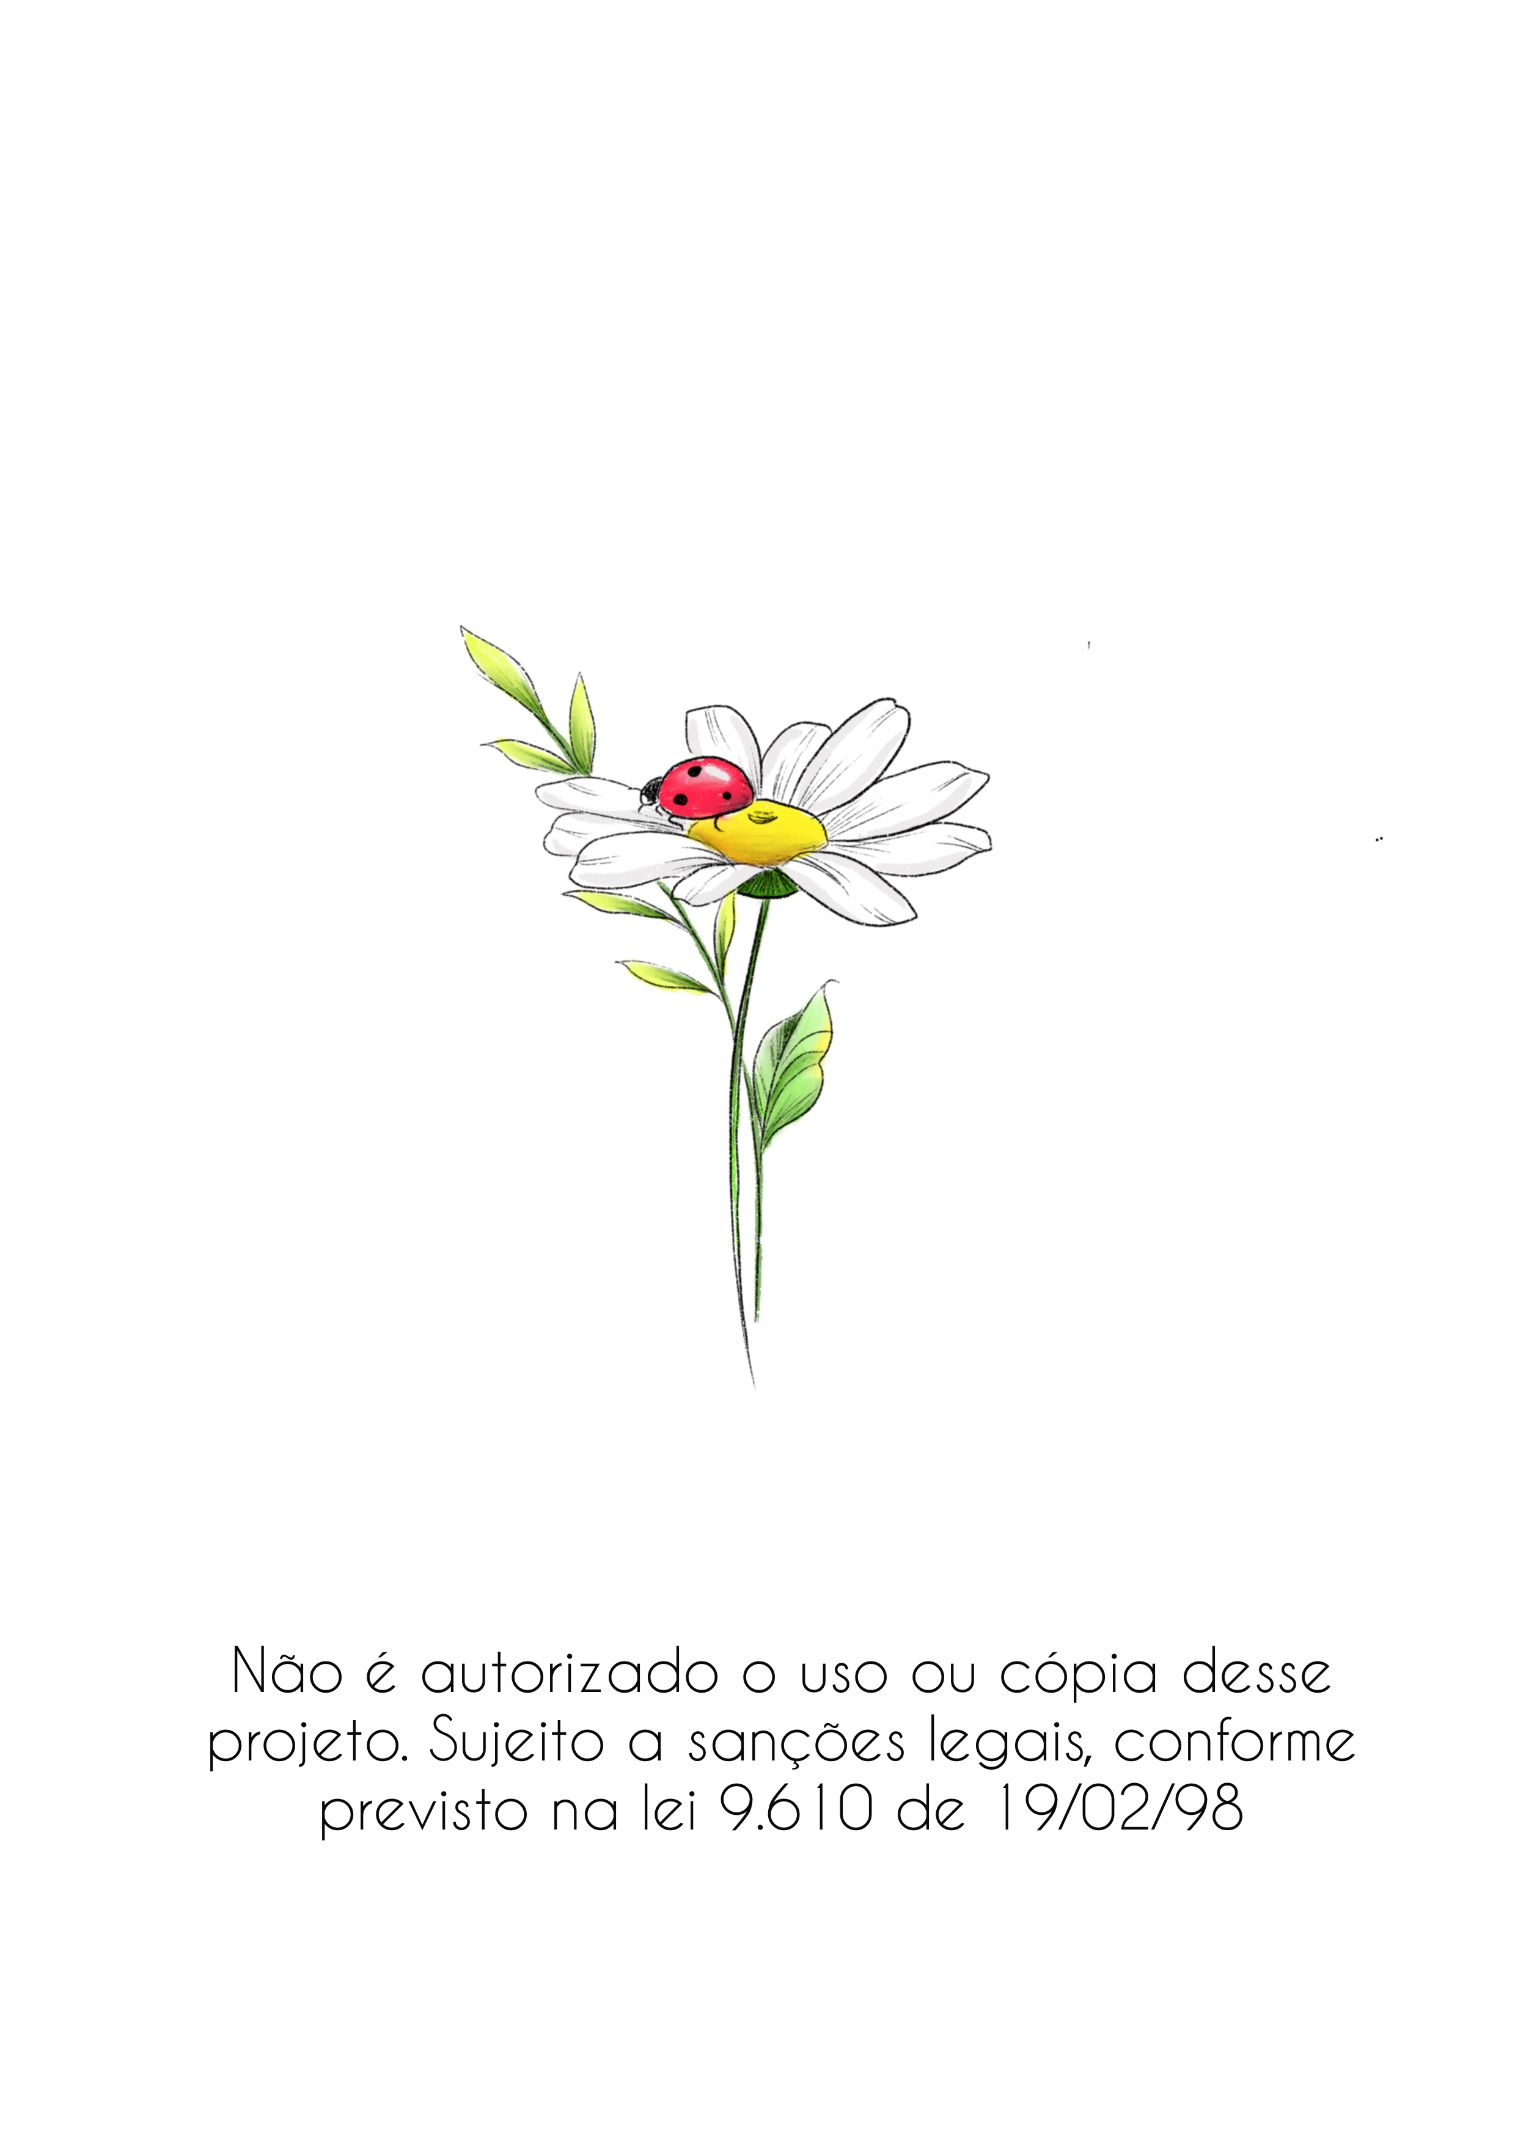 Não é autorizado o uso ou cópia desse
projeto. Sujeito a sanções legais, conforme
previsto na lei 9.610 de 19/02/98